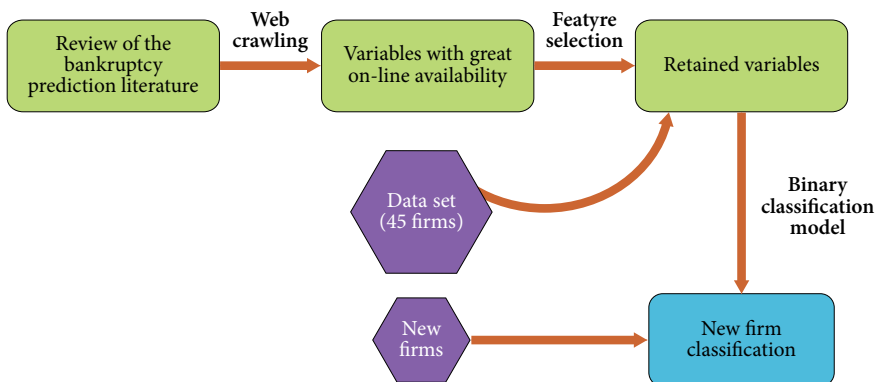 Web
crawling
Featyre
selection
Review of the
bankruptcy
prediction literature
Variables with great
on-line availability
Retained variables
Data set
(45 firms)
Binary
classification
model
New
firms
New firm
classification